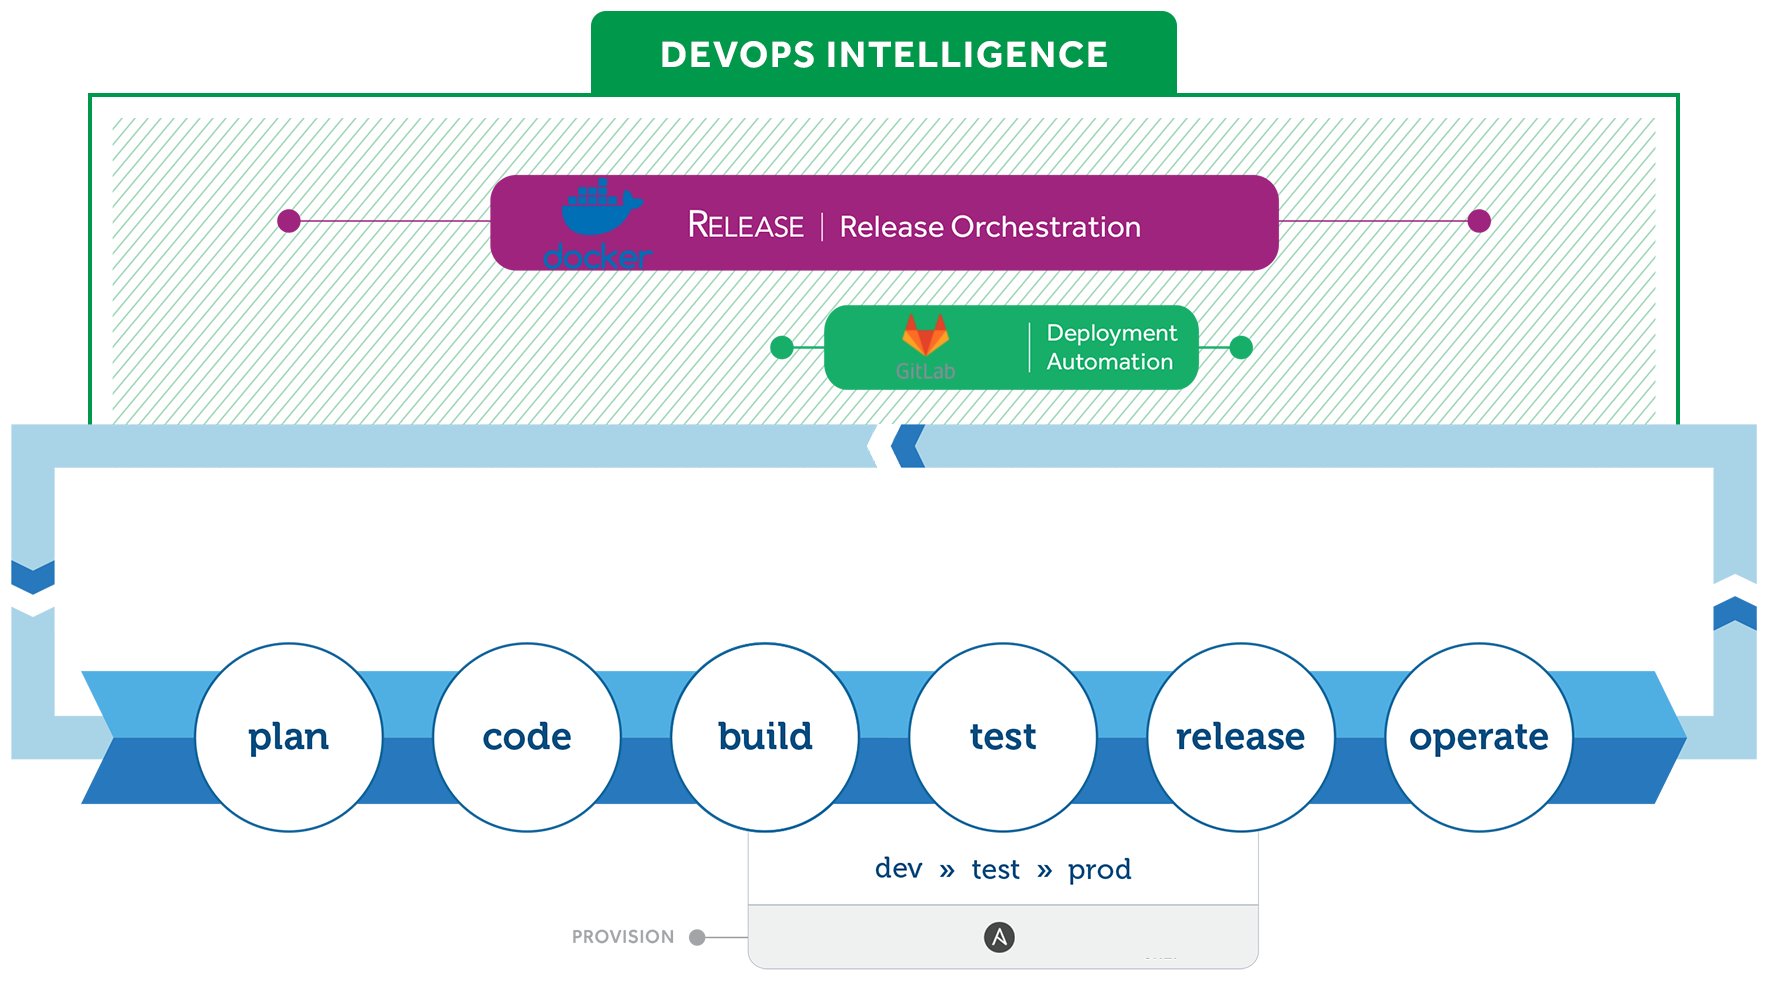 DEVOPS INTELLIGENCE
docker
RELEASE | Release Orchestration
GitLab
Deployment
Automation
plan
code
build
test
release
operate
dev » test » prod
PROVISION